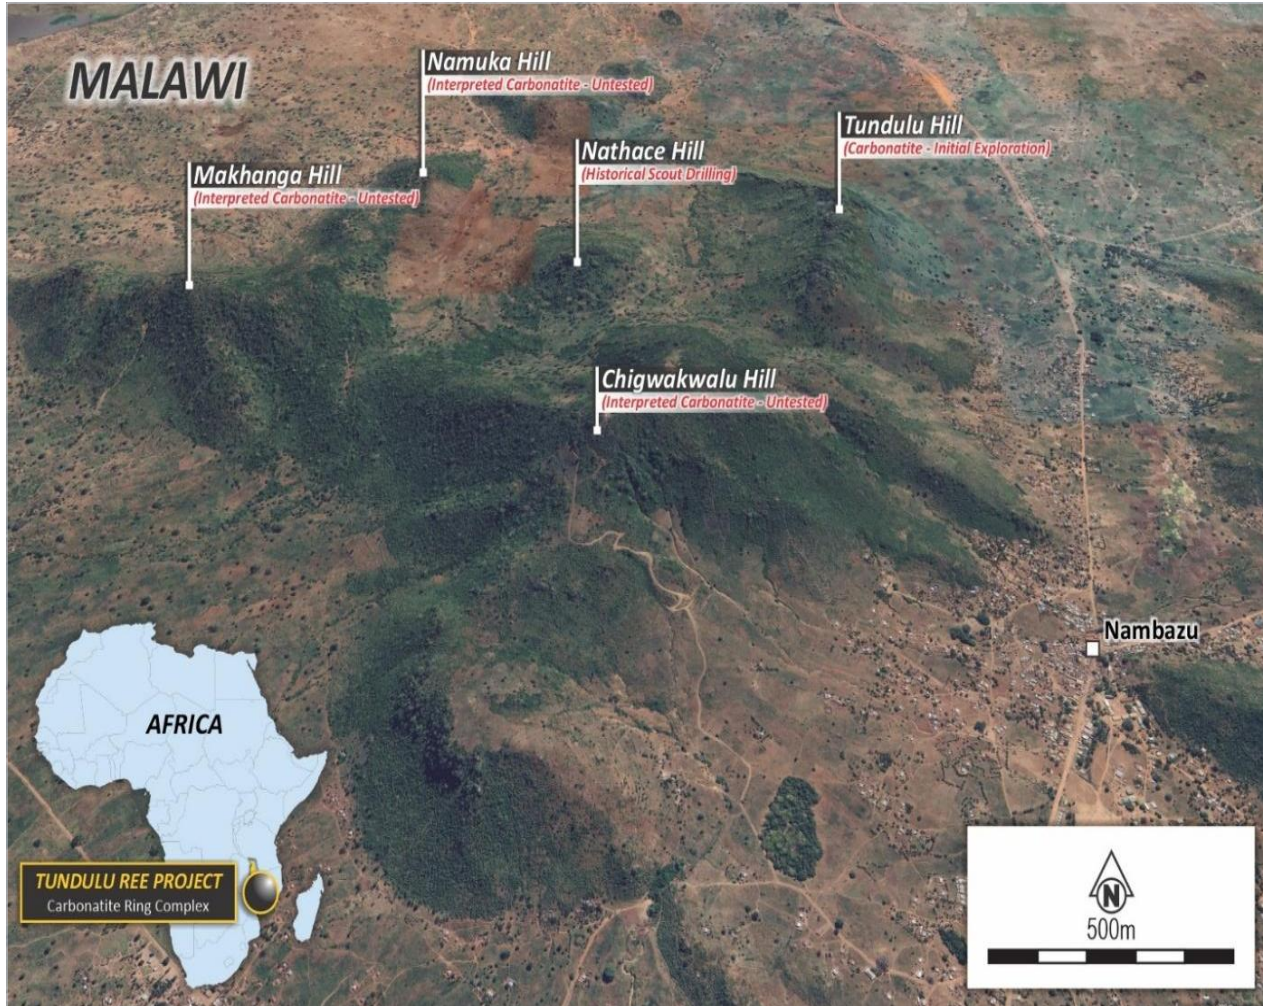 MALAWI
Namuka Hill
(Interpreted Carbonatite - Untested)
Tundulu Hill
(Carbonatite - Initial Exploration)
Nathace Hill
(Historical Scout Drilling)
Makhanga Hill
(Interpreted Carbonatite - Untested)
Chigwakwalu Hill
(Interpreted Carbonatite - Untested)
Nambazu
AFRICA
TUNDULU REE PROJECT
Carbonatite Ring Complex
N
500m